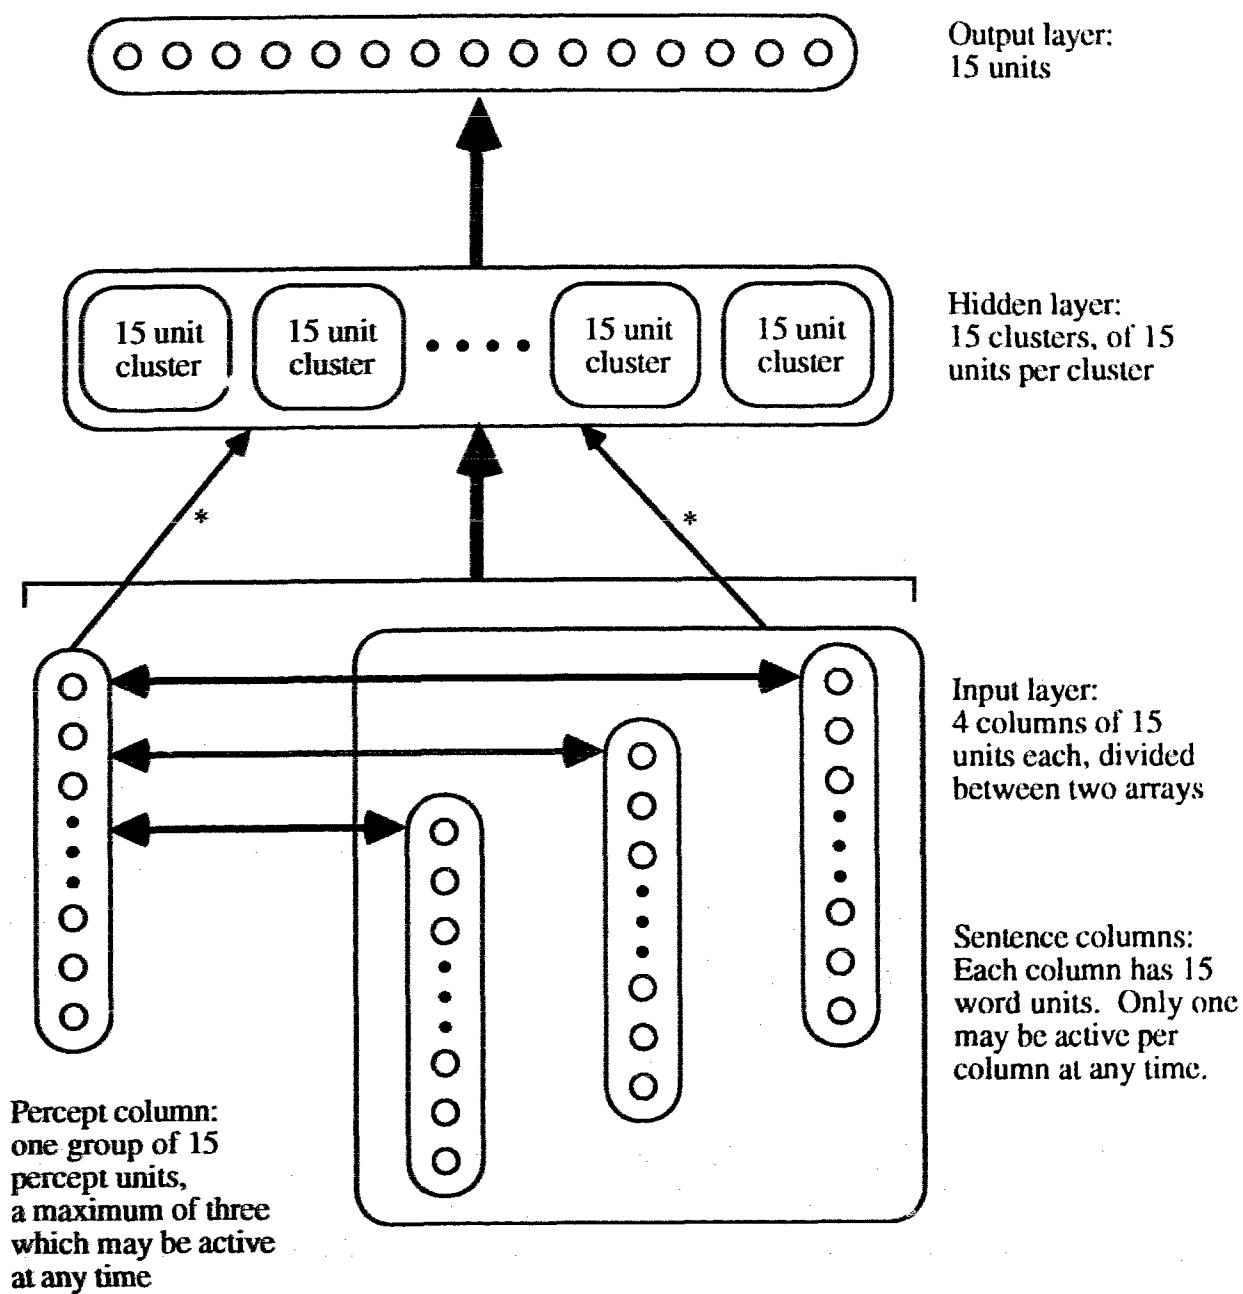 Output layer:
15 units
15 unit
cluster
15 unit
cluster
15 unit
cluster
15 unit
cluster
Hidden layer:
15 clusters, of 15
units per cluster
*
*
Input layer:
4 columns of 15
units each, divided
between two arrays
Sentence columns:
Each column has 15
word units. Only one
may be active per
column at any time.
Percept column:
one group of 15
percept units,
a maximum of three
which may be active
at any time